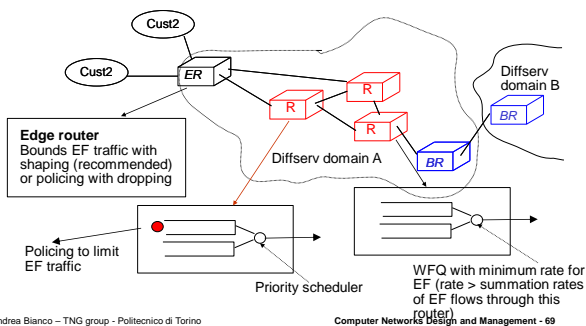 Cust2
Cust2
ER
R
R
R
BR
BR
Diffserv
domain B
Edge router
Bounds EF traffic with
shaping (recommended)
or policing with dropping
Diffserv domain A
Policing to limit
EF traffic
Priority scheduler
WFQ with minimum rate for
EF (rate > summation rates
of EF flows through this
router)
ndrea Bianco – TNG group - Politecnico di Torino
Computer Networks Design and Management - 69